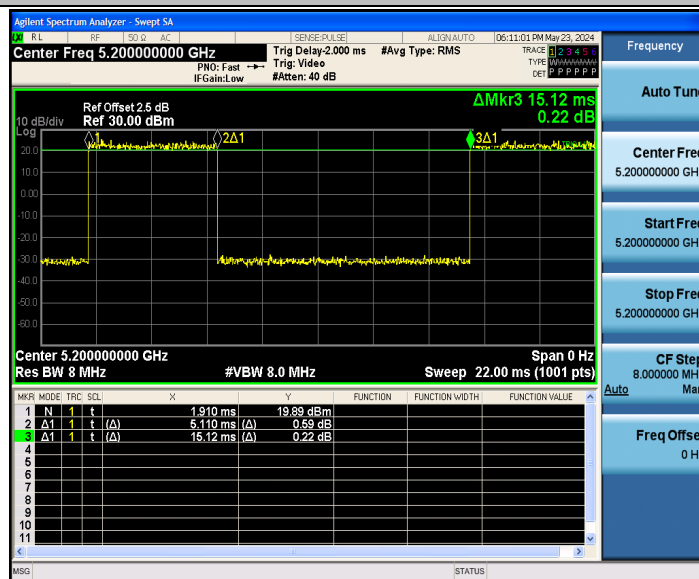 Agilent Spectrum Analyzer - Swept SA
RL RF 50 Ω AC SENSE:PULSE ALIGN AUTO 06:11:01 PM May 23, 2024
Center Freq 5.200000000 GHz Trig Delay-2.000 ms #Avg Type: RMS TRACE 1 2 3 4 5 6
PNO: Fast Trig: Video TYPE
IFGain:Low #Atten: 40 dB DET P P P P P P
ΔMkr3 15.12 ms
0.22 dB
Ref Offset 2.5 dB
10 dB/div Ref 30.00 dBm
Log
1 2Δ1 3Δ1
20.0
10.0
0.00
-10.0
-20.0
-30.0
-40.0
-50.0
-60.0
Center 5.200000000 GHz Span 0 Hz
Res BW 8 MHz #VBW 8.0 MHz Sweep 22.00 ms (1001 pts)
MKR MODE TRC SCL X Y FUNCTION FUNCTION WIDTH FUNCTION VALUE
1 N 1 t 1.910 ms 19.89 dBm
2 Δ1 1 t (Δ) 5.110 ms (Δ) 0.59 dB
3 Δ1 1 t (Δ) 15.12 ms (Δ) 0.22 dB
4
5
6
7
8
9
10
11
MSG STATUS
Frequency
Auto Tun
Center Fre
5.200000000 GH
Start Fre
5.200000000 GH
Stop Fre
5.200000000 GH
CF Step
8.000000 MH
Auto Ma
Freq Offse
0 H